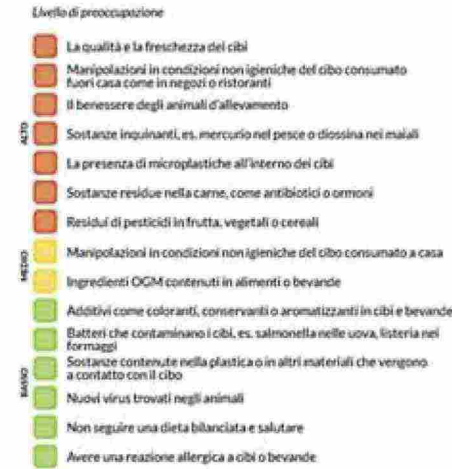 Livello di preoccupazione
La qualità e la freschezza dei cibi
Manipolazioni in condizioni non igieniche del cibo consumato
fuori casa come in negozi o ristoranti
Il benessere degli animali d'allevamento
ALTO
Sostanze inquinanti, es. mercurio nel pesce o diossina nei maiali
La presenza di microplastiche all'interno dei cibi
Sostanze residue nella carne, come antibiotici o ormoni
Residui di pesticidi in frutta, vegetali o cereali
MEDIO
Manipolazioni in condizioni non igieniche del cibo consumato a casa
Ingredienti OGM contenuti in alimenti o bevande
Additivi come coloranti, conservanti o aromatizzanti in cibi e bevande
Batteri che contaminano i cibi, es. salmonella nelle uova, listeria nei
formaggi
BASSO
Sostanze contenute nella plastica o in altri materiali che vengono
a contatto con il cibo
Nuovi virus trovati negli animali
Non seguire una dieta bilanciata e salutare
Avere una reazione allergica a cibi o bevande